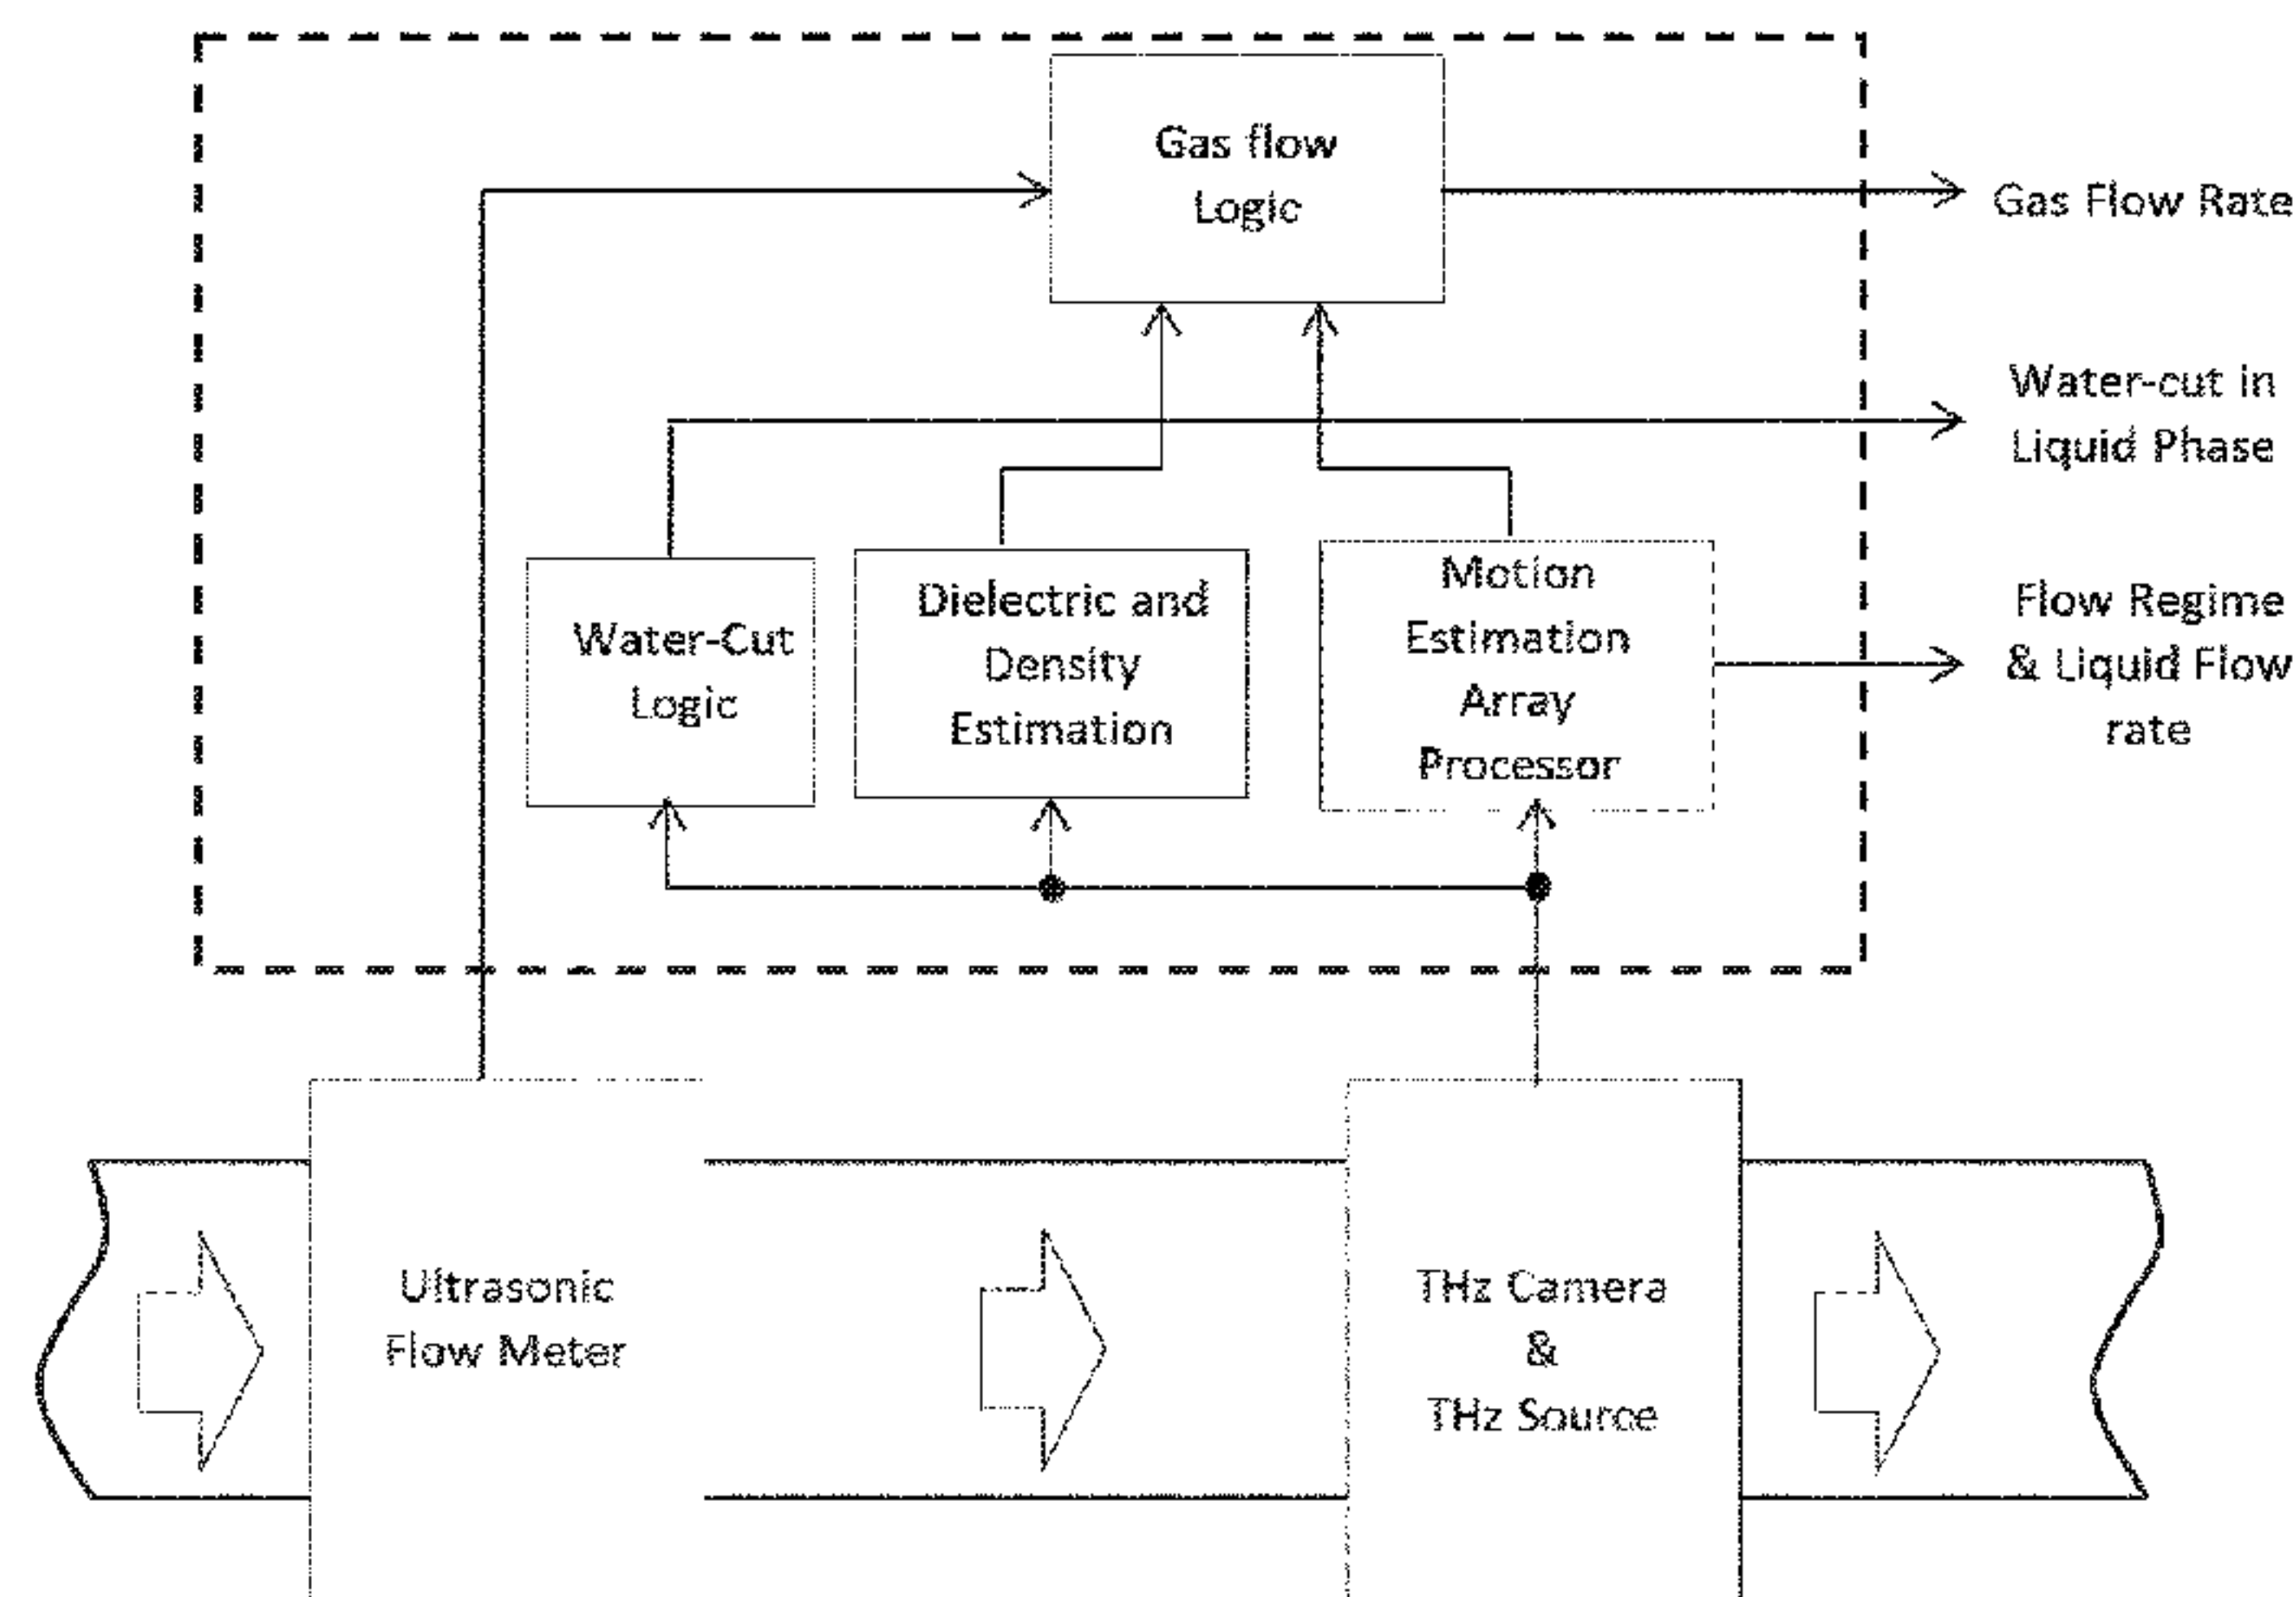 Gas flow
Logic
Gas Flow Rate
Water-cut in
Liquid Phase
Water-Cut
Logic
Dielectric and
Density
Estimation
Motion
Estimation
Array
Processor
Flow Regime
& Liquid Flow
rate
Ultrasonic
Flow Meter
THz Camera
&
THz Source